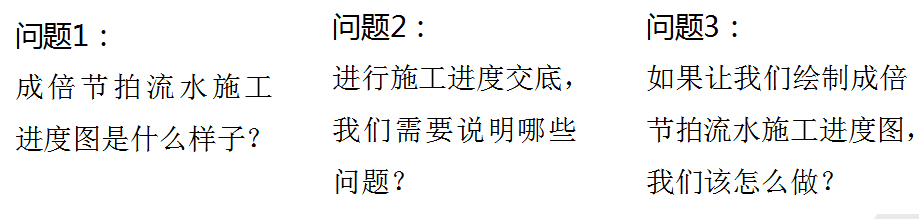 问题1：
成倍节拍流水施工
进度图是什么样子？
问题2：
进行施工进度交底，
我们需要说明哪些
问题？
问题3：
如果让我们绘制成倍
节拍流水施工进度图，
我们该怎么做？